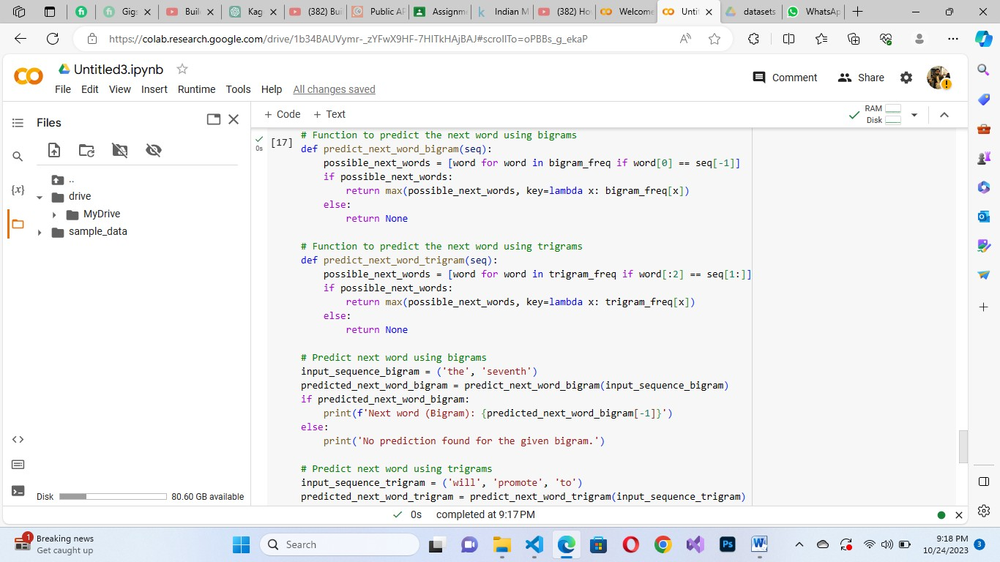 Gigs
Buil
Kag
(382) Bui
Public AP
Assignme
Indian M
(382) Ho
Welcome
Unti
datasets
WhatsAp
https://colab.research.google.com/drive/1b34BAUVymr-_zYFwX9HF-7HITkHAjBAJ#scrollTo=oPBBs_g_ekaP
Untitled3.ipynb
File Edit View Insert Runtime Tools Help All changes saved
Comment Share
Files
+ Code + Text
RAM
Disk
..
drive
MyDrive
sample_data
{x}
Disk 80.60 GB available
[17]
0s
# Function to predict the next word using bigrams
def predict_next_word_bigram(seq):
    possible_next_words = [word for word in bigram_freq if word[0] == seq[-1]]
    if possible_next_words:
        return max(possible_next_words, key=lambda x: bigram_freq[x])
    else:
        return None
# Function to predict the next word using trigrams
def predict_next_word_trigram(seq):
    possible_next_words = [word for word in trigram_freq if word[:2] == seq[1:]]
    if possible_next_words:
        return max(possible_next_words, key=lambda x: trigram_freq[x])
    else:
        return None
# Predict next word using bigrams
input_sequence_bigram = ('the', 'seventh')
predicted_next_word_bigram = predict_next_word_bigram(input_sequence_bigram)
if predicted_next_word_bigram:
    print(f'Next word (Bigram): {predicted_next_word_bigram[-1]}')
else:
    print('No prediction found for the given bigram.')
# Predict next word using trigrams
input_sequence_trigram = ('will', 'promote', 'to')
predicted_next_word_trigram = predict_next_word_trigram(input_sequence_trigram)
0s completed at 9:17 PM
1
Breaking news
Get caught up
Search
Ps
W
9:18 PM
10/24/2023
3